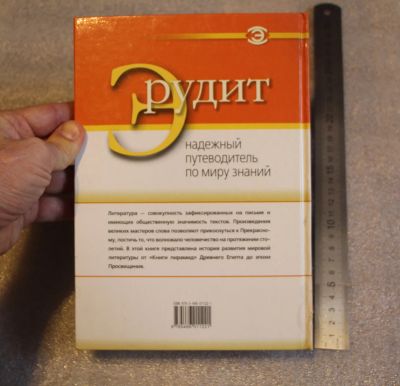 Э
Эрудит
надежный
путеводитель
по миру знаний
Литература — совокупность зафиксированных на письме и
имеющих общественную значимость текстов. Произведения
великих мастеров слова позволяют прикоснуться к Прекрасно-
му, постичь то, что волновало человечество на протяжении сто-
летий. В этой книге представлена история развития мировой
литературы от «Книги пирамид» Древнего Египта до эпохи
Просвещения.